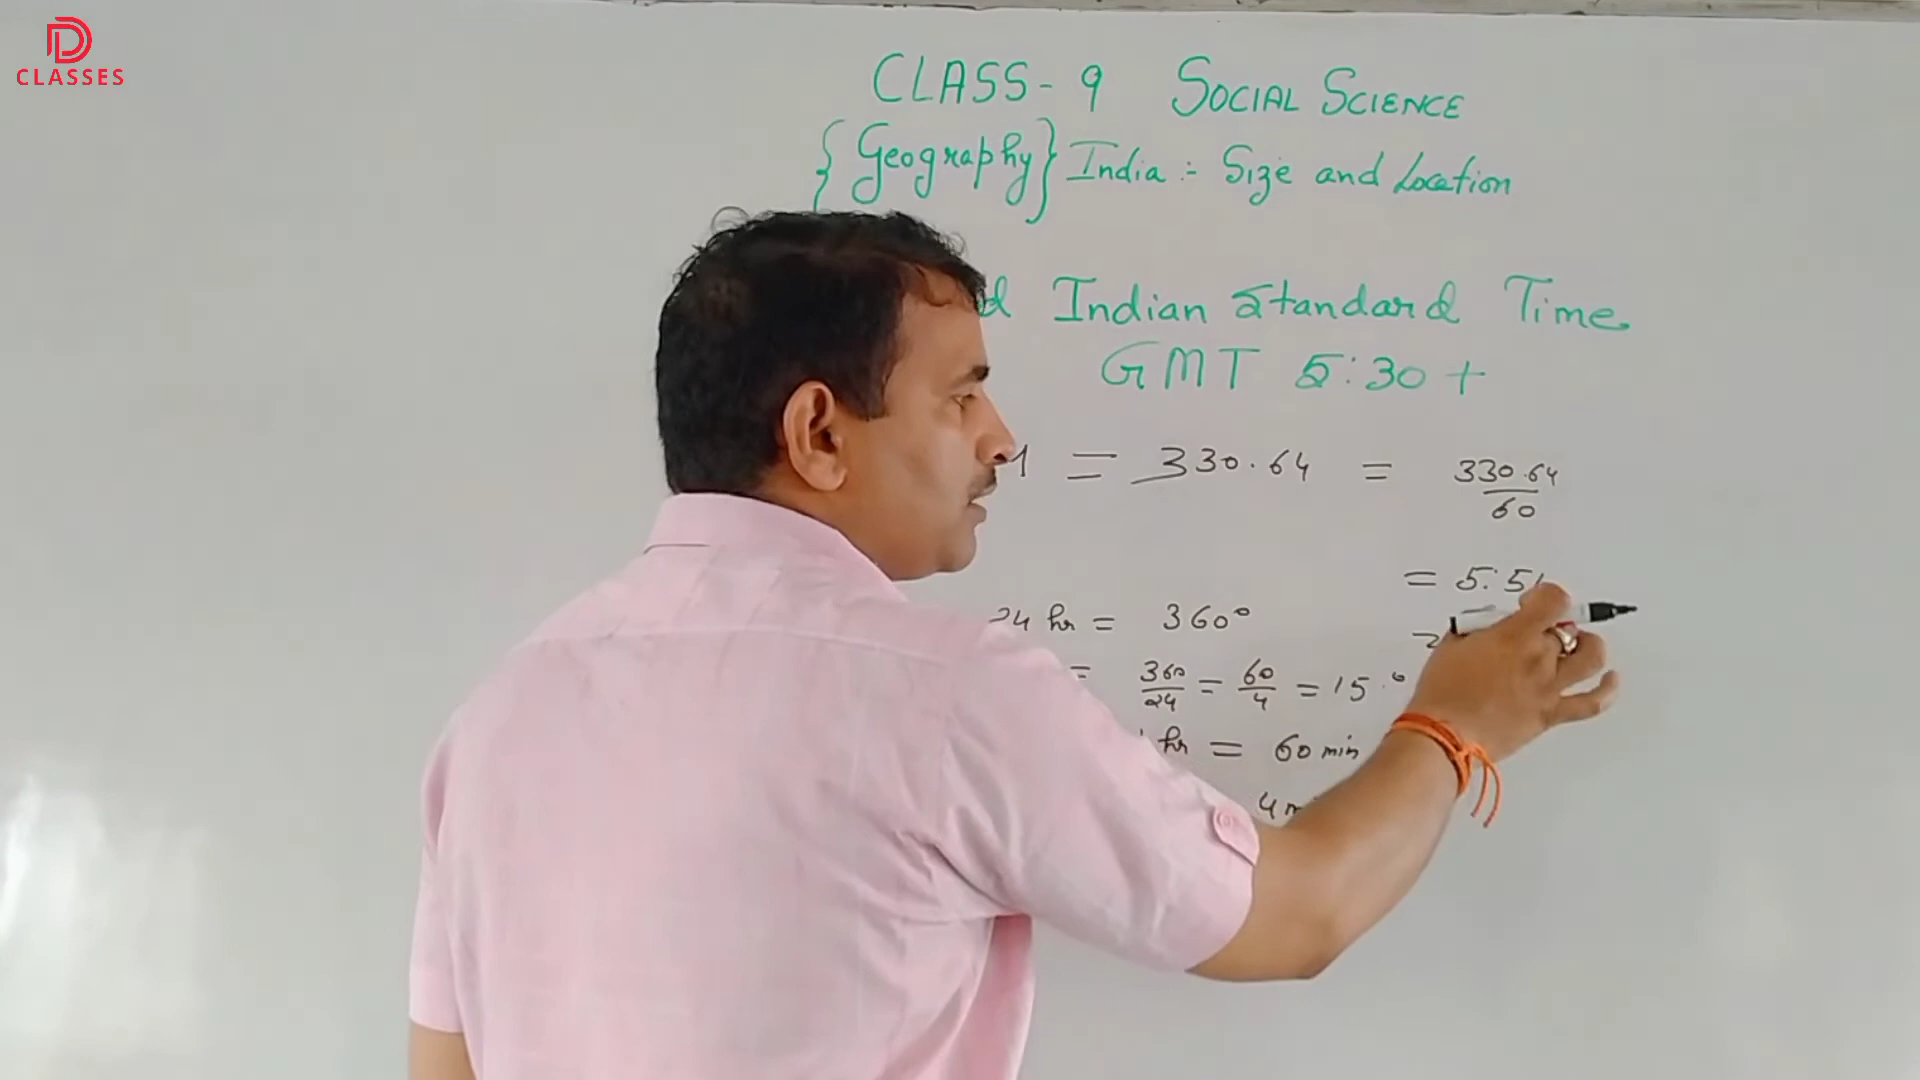 D CLASSES
CLASS-9 SOCIAL SCIENCE
{Geography} India :- Size and Location
Indian Standard Time
GMT 5:30 +
= 330.64 = 330.64/60
= 5:5
24 hr = 360°
= 360/24 = 60/4 = 15°
hr = 60 min
4